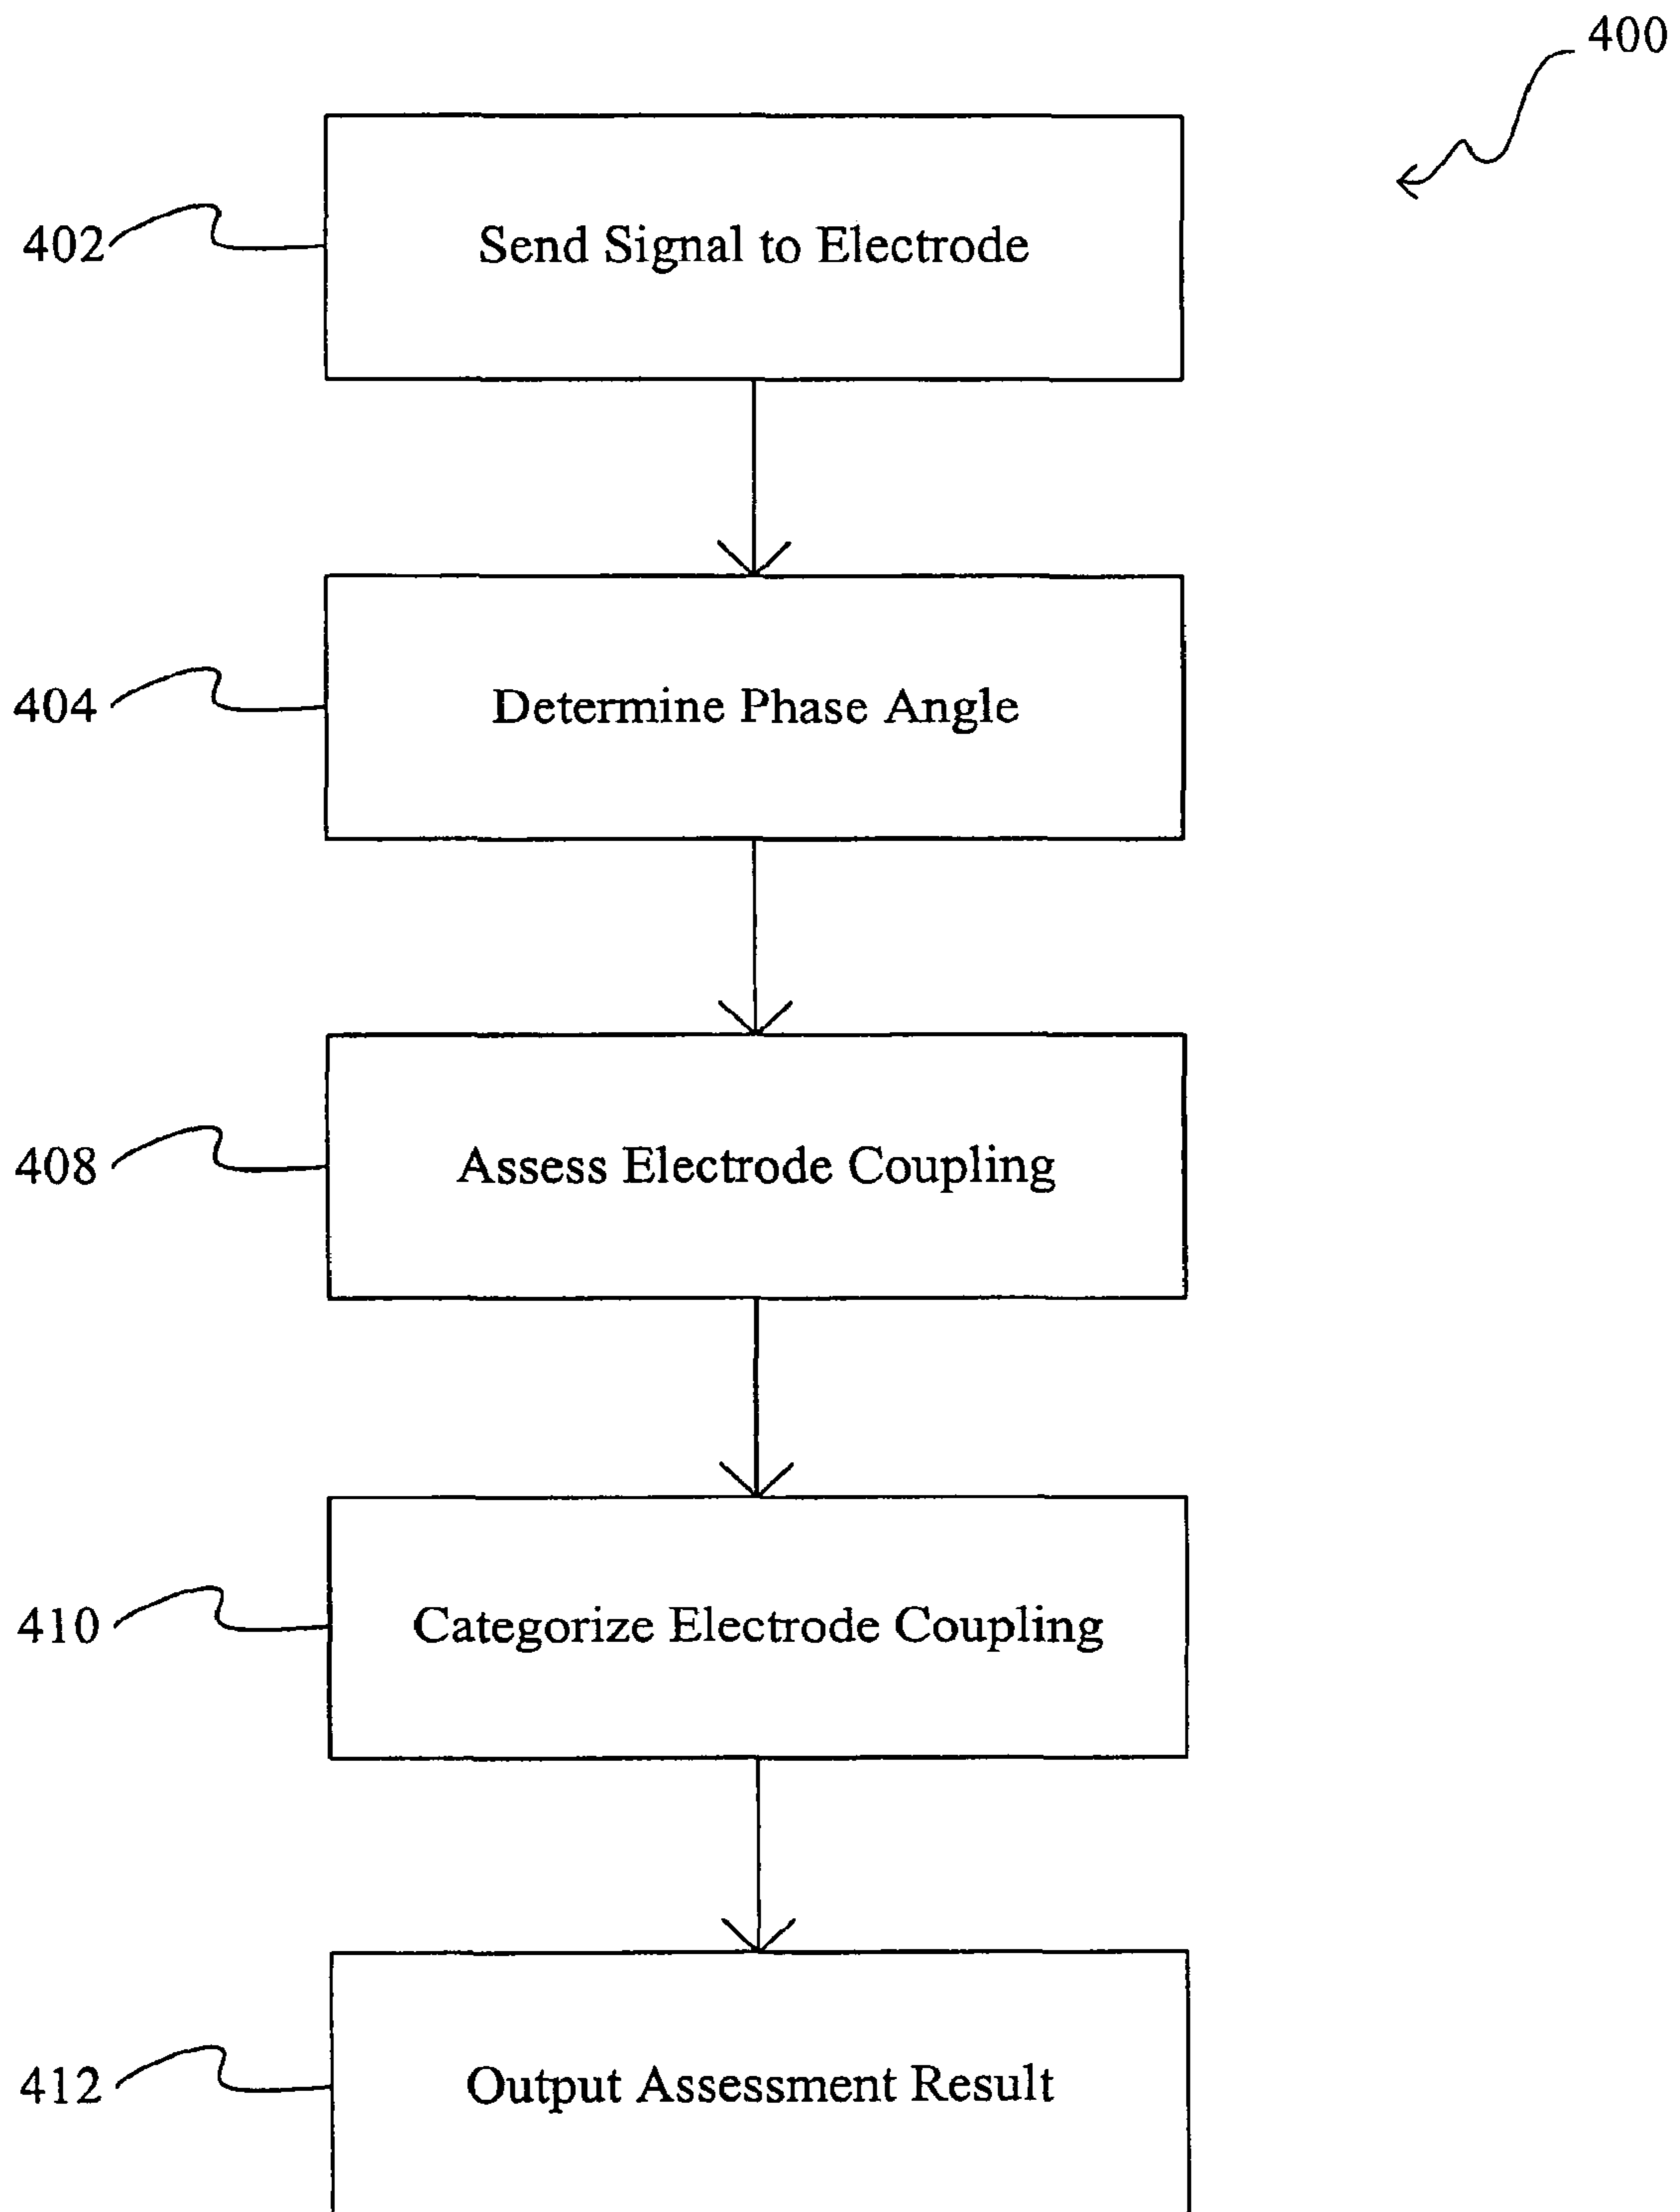 400
402
Send Signal to Electrode
404
Determine Phase Angle
408
Assess Electrode Coupling
410
Categorize Electrode Coupling
412
Output Assessment Result